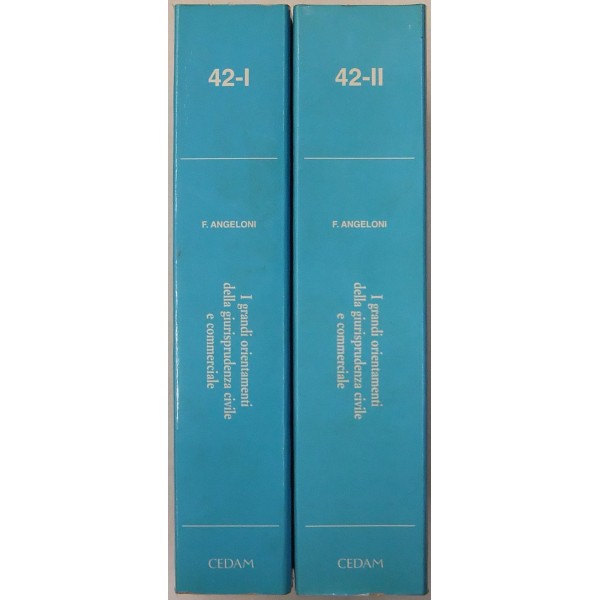 42-I
F. ANGELONI
I grandi orientamenti
della giurisprudenza civile
e commerciale
CEDAM
42-II
F. ANGELONI
I grandi orientamenti
della giurisprudenza civile
e commerciale
CEDAM